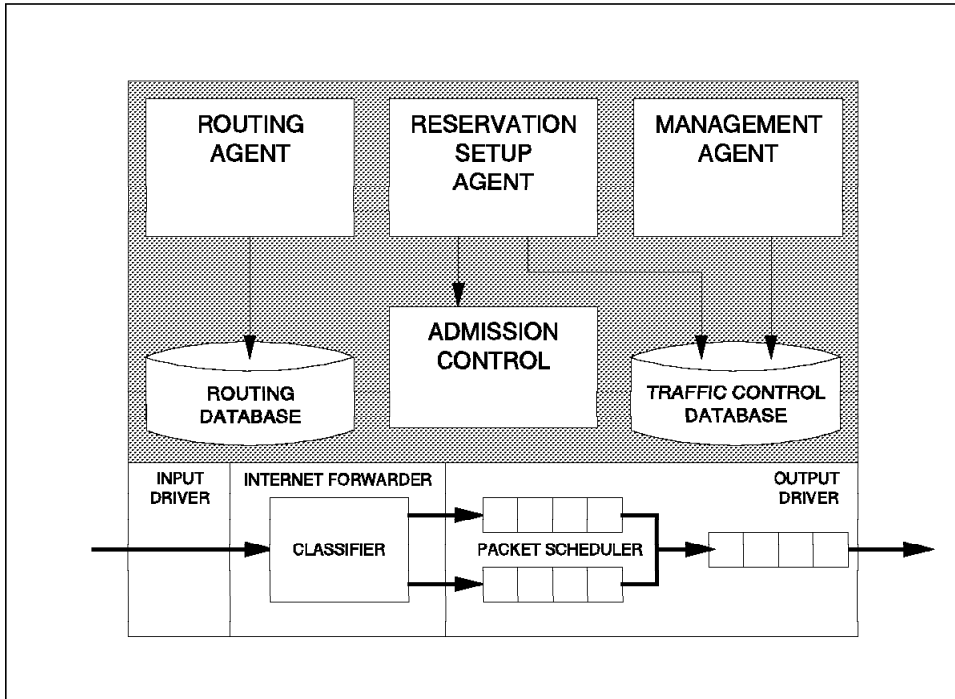 ROUTING
AGENT
RESERVATION
SETUP
AGENT
MANAGEMENT
AGENT
ADMISSION
CONTROL
ROUTING
DATABASE
TRAFFIC CONTROL
DATABASE
INPUT
DRIVER
INTERNET FORWARDER
OUTPUT
DRIVER
CLASSIFIER
PACKET SCHEDULER